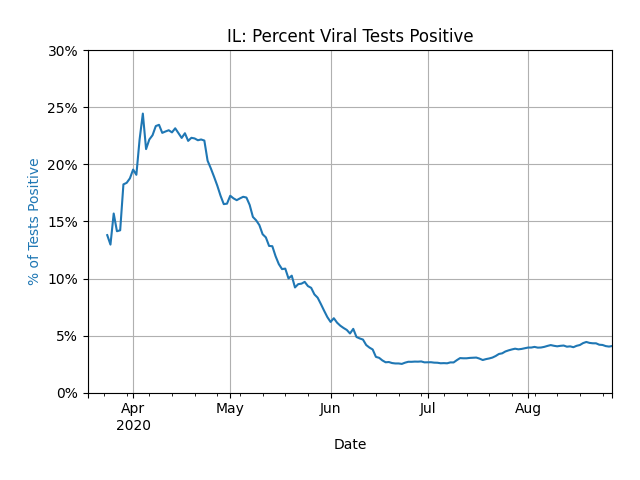 IL: Percent Viral Tests Positive
30%
25%
20%
15%
10%
5%
0%
% of Tests Positive
Apr May Jun Jul Aug
2020
Date